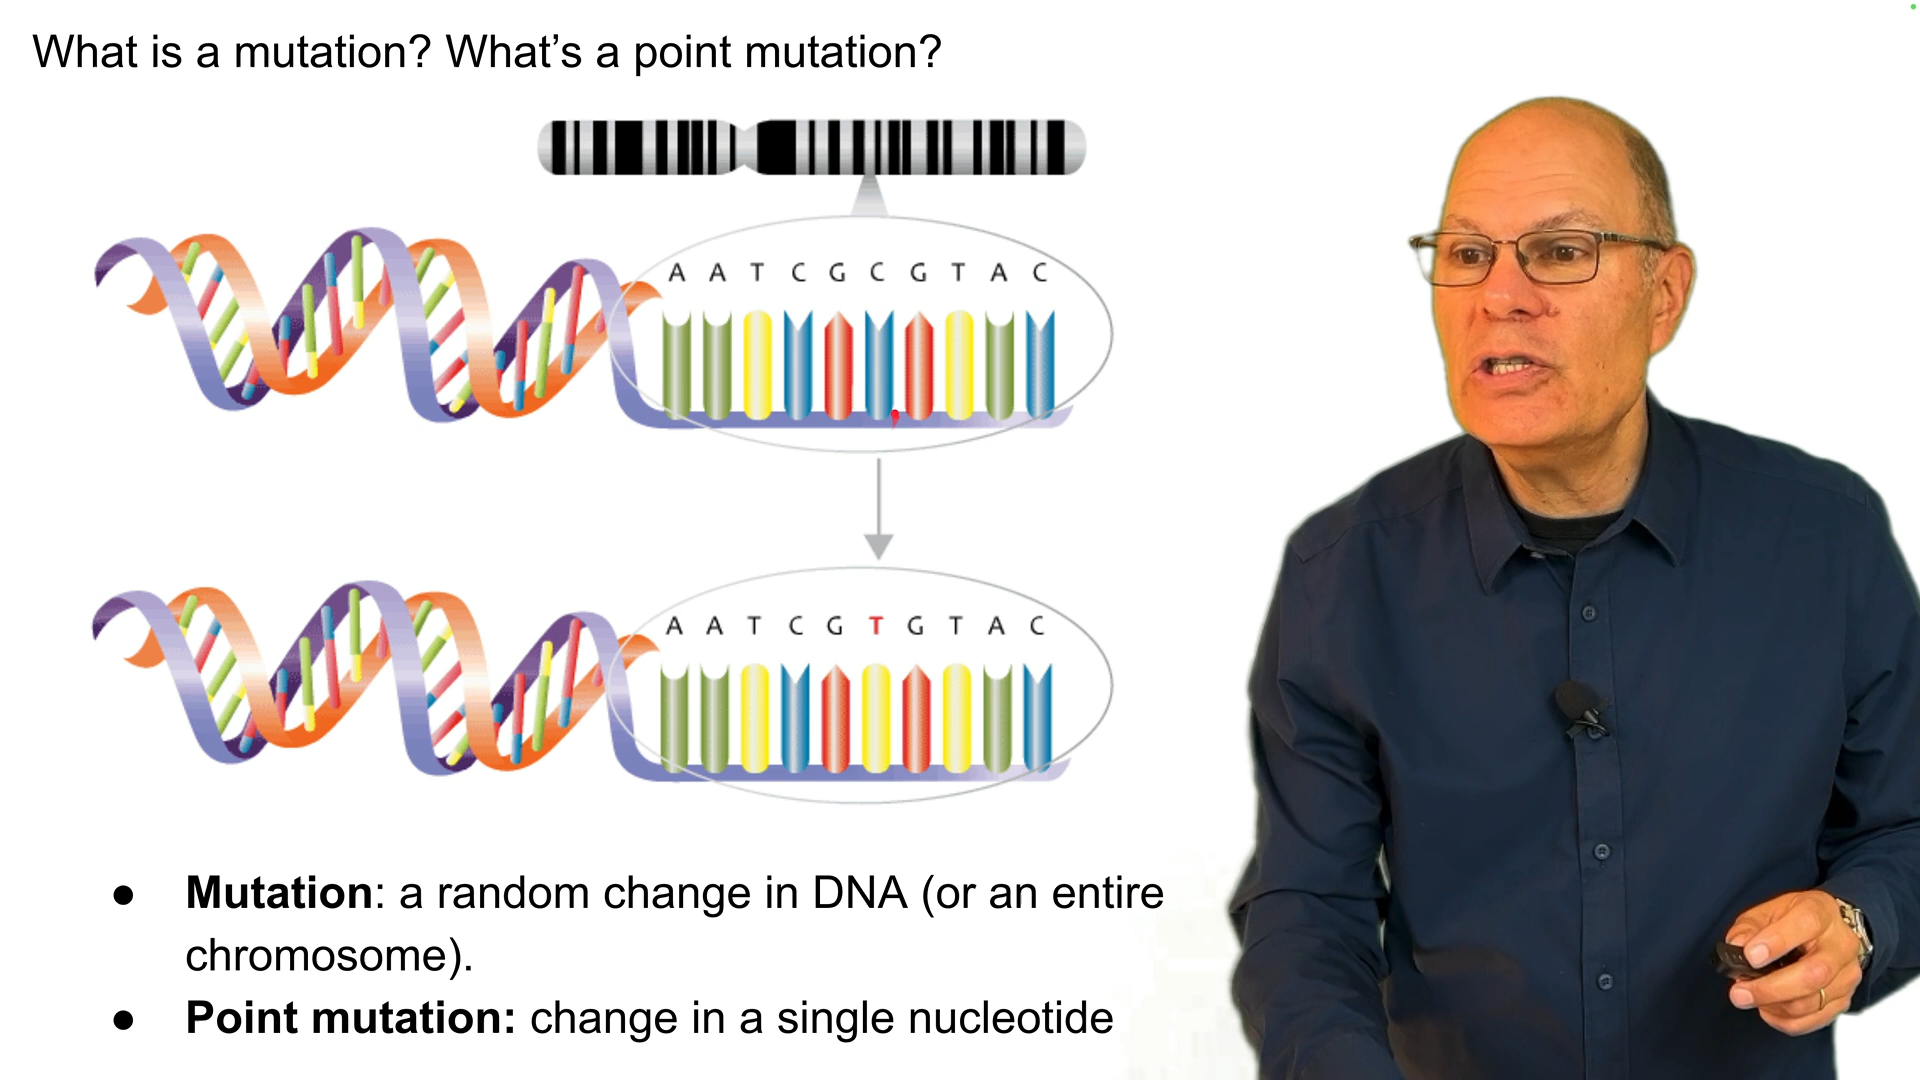 What is a mutation? What’s a point mutation?
A A T C G C G T A C
A A T C G T G T A C
● Mutation: a random change in DNA (or an entire
chromosome).
● Point mutation: change in a single nucleotide